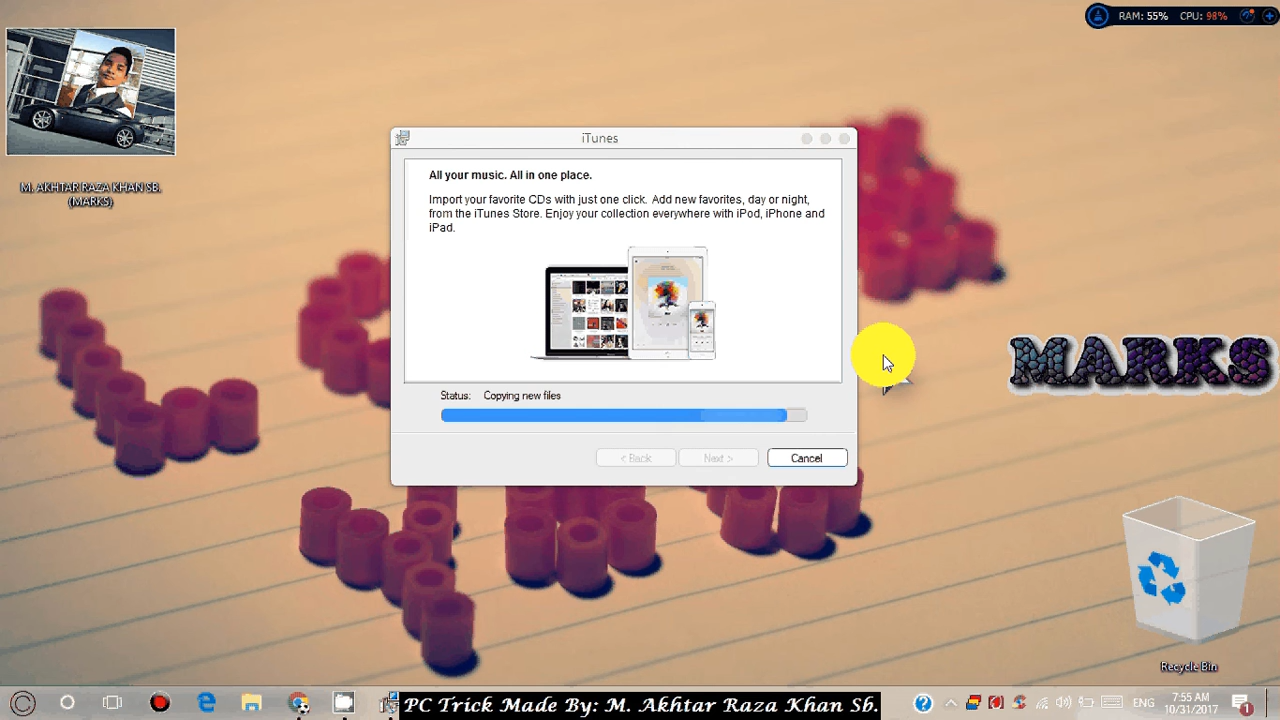 RAM: 55% CPU: 98%
M. AKHTAR RAZA KHAN SB.
(MARKS)
iTunes
All your music. All in one place.
Import your favorite CDs with just one click. Add new favorites, day or night,
from the iTunes Store. Enjoy your collection everywhere with iPod, iPhone and
iPad.
Status: Copying new files
< Back Next > Cancel
MARKS
Recycle Bin
PC Trick Made By: M. Akhtar Raza Khan Sb.
ENG
7:55 AM
10/31/2017
1